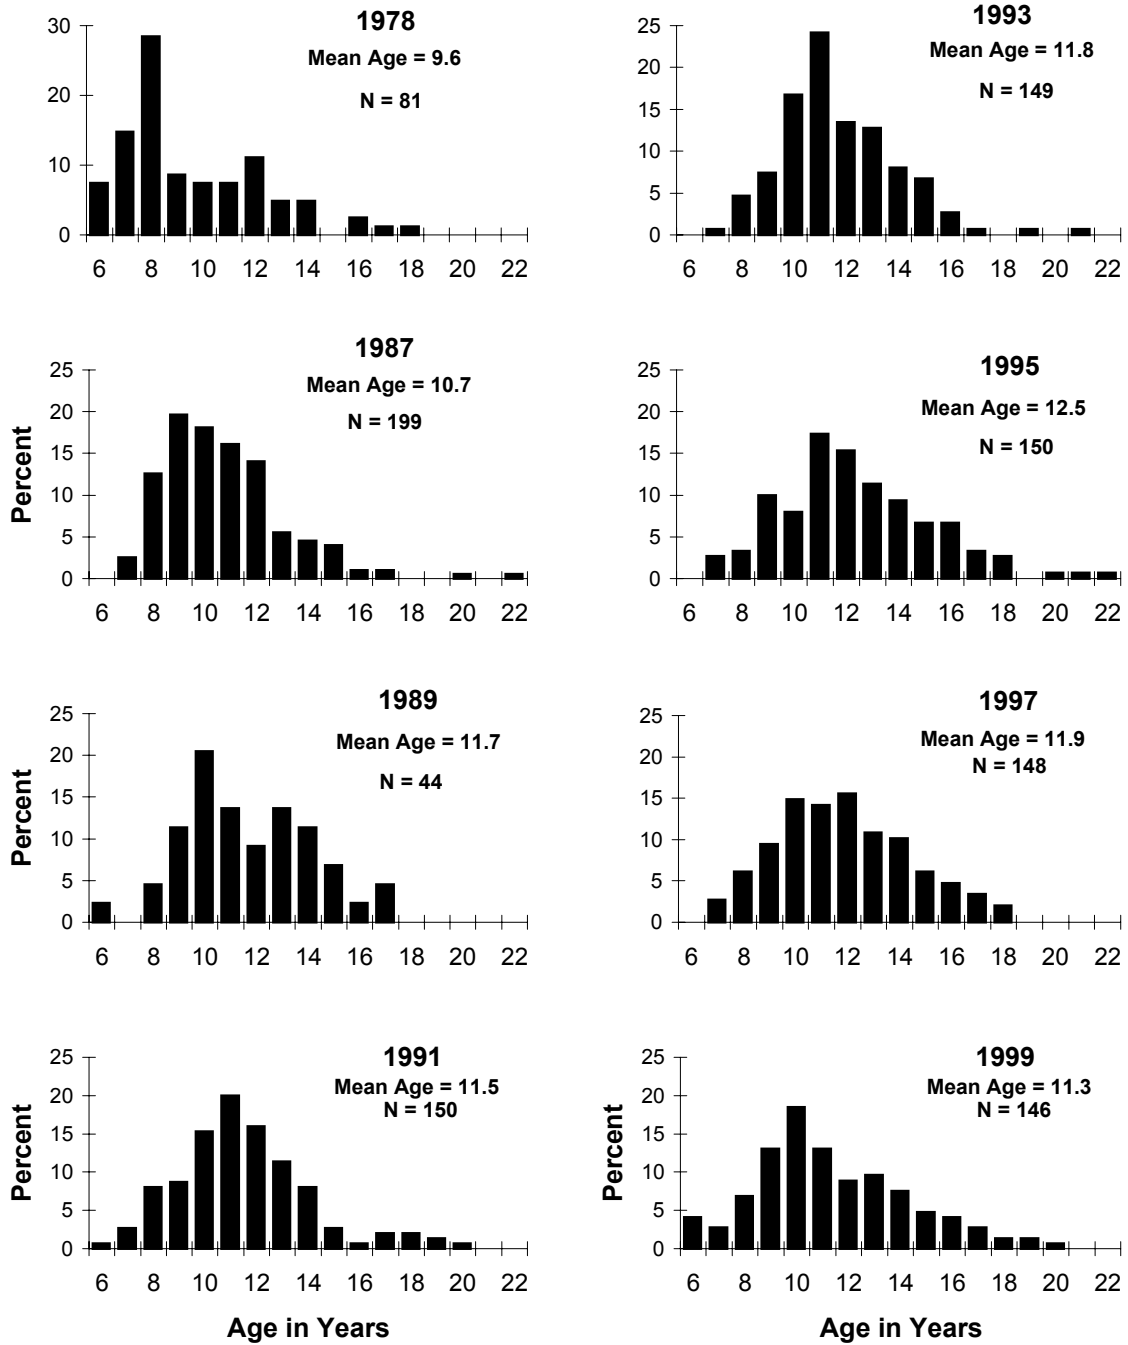 1978
Mean Age = 9.6
N = 81
30
20
10
0
6 8 10 12 14 16 18 20 22
1993
Mean Age = 11.8
N = 149
25
20
15
10
5
0
6 8 10 12 14 16 18 20 22
1987
Mean Age = 10.7
N = 199
Percent
25
20
15
10
5
0
6 8 10 12 14 16 18 20 22
1995
Mean Age = 12.5
N = 150
25
20
15
10
5
0
6 8 10 12 14 16 18 20 22
1989
Mean Age = 11.7
N = 44
Percent
25
20
15
10
5
0
6 8 10 12 14 16 18 20 22
1997
Mean Age = 11.9
N = 148
25
20
15
10
5
0
6 8 10 12 14 16 18 20 22
1991
Mean Age = 11.5
N = 150
25
20
15
10
5
0
6 8 10 12 14 16 18 20 22
Age in Years
1999
Mean Age = 11.3
N = 146
Percent
25
20
15
10
5
0
6 8 10 12 14 16 18 20 22
Age in Years